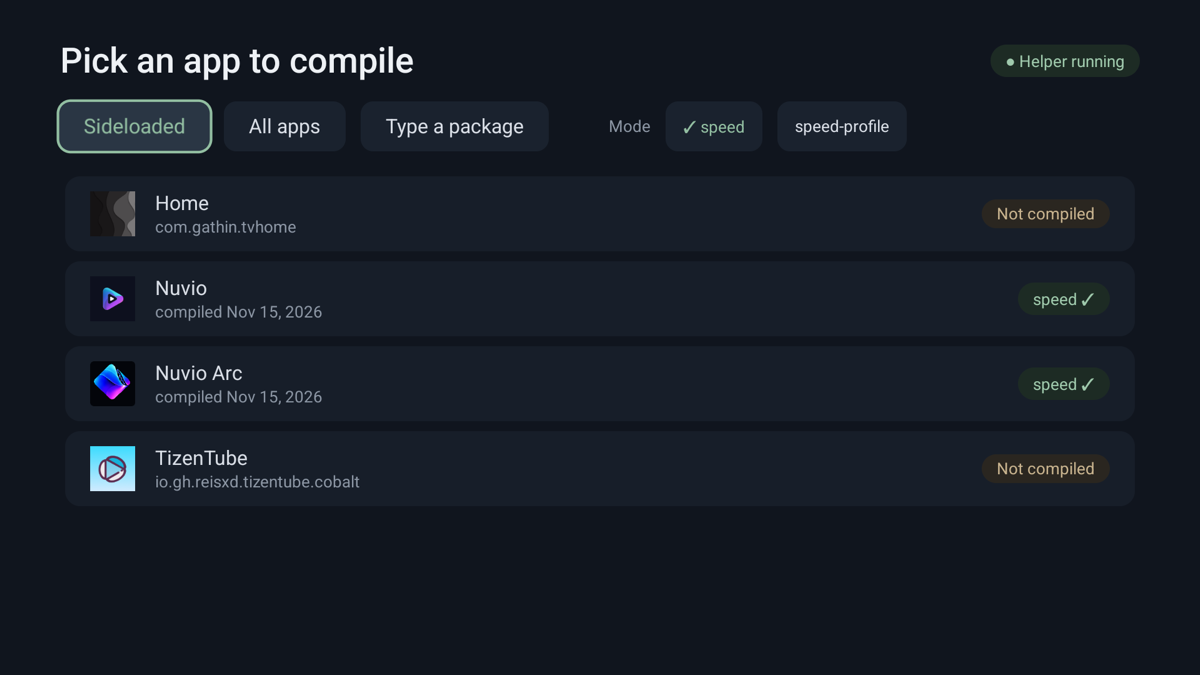 Pick an app to compile
● Helper running
Sideloaded
All apps
Type a package
Mode
✓ speed
speed-profile
Home
com.gathin.tvhome
Not compiled
Nuvio
compiled Nov 15, 2026
speed ✓
Nuvio Arc
compiled Nov 15, 2026
speed ✓
TizenTube
io.gh.reisxd.tizentube.cobalt
Not compiled